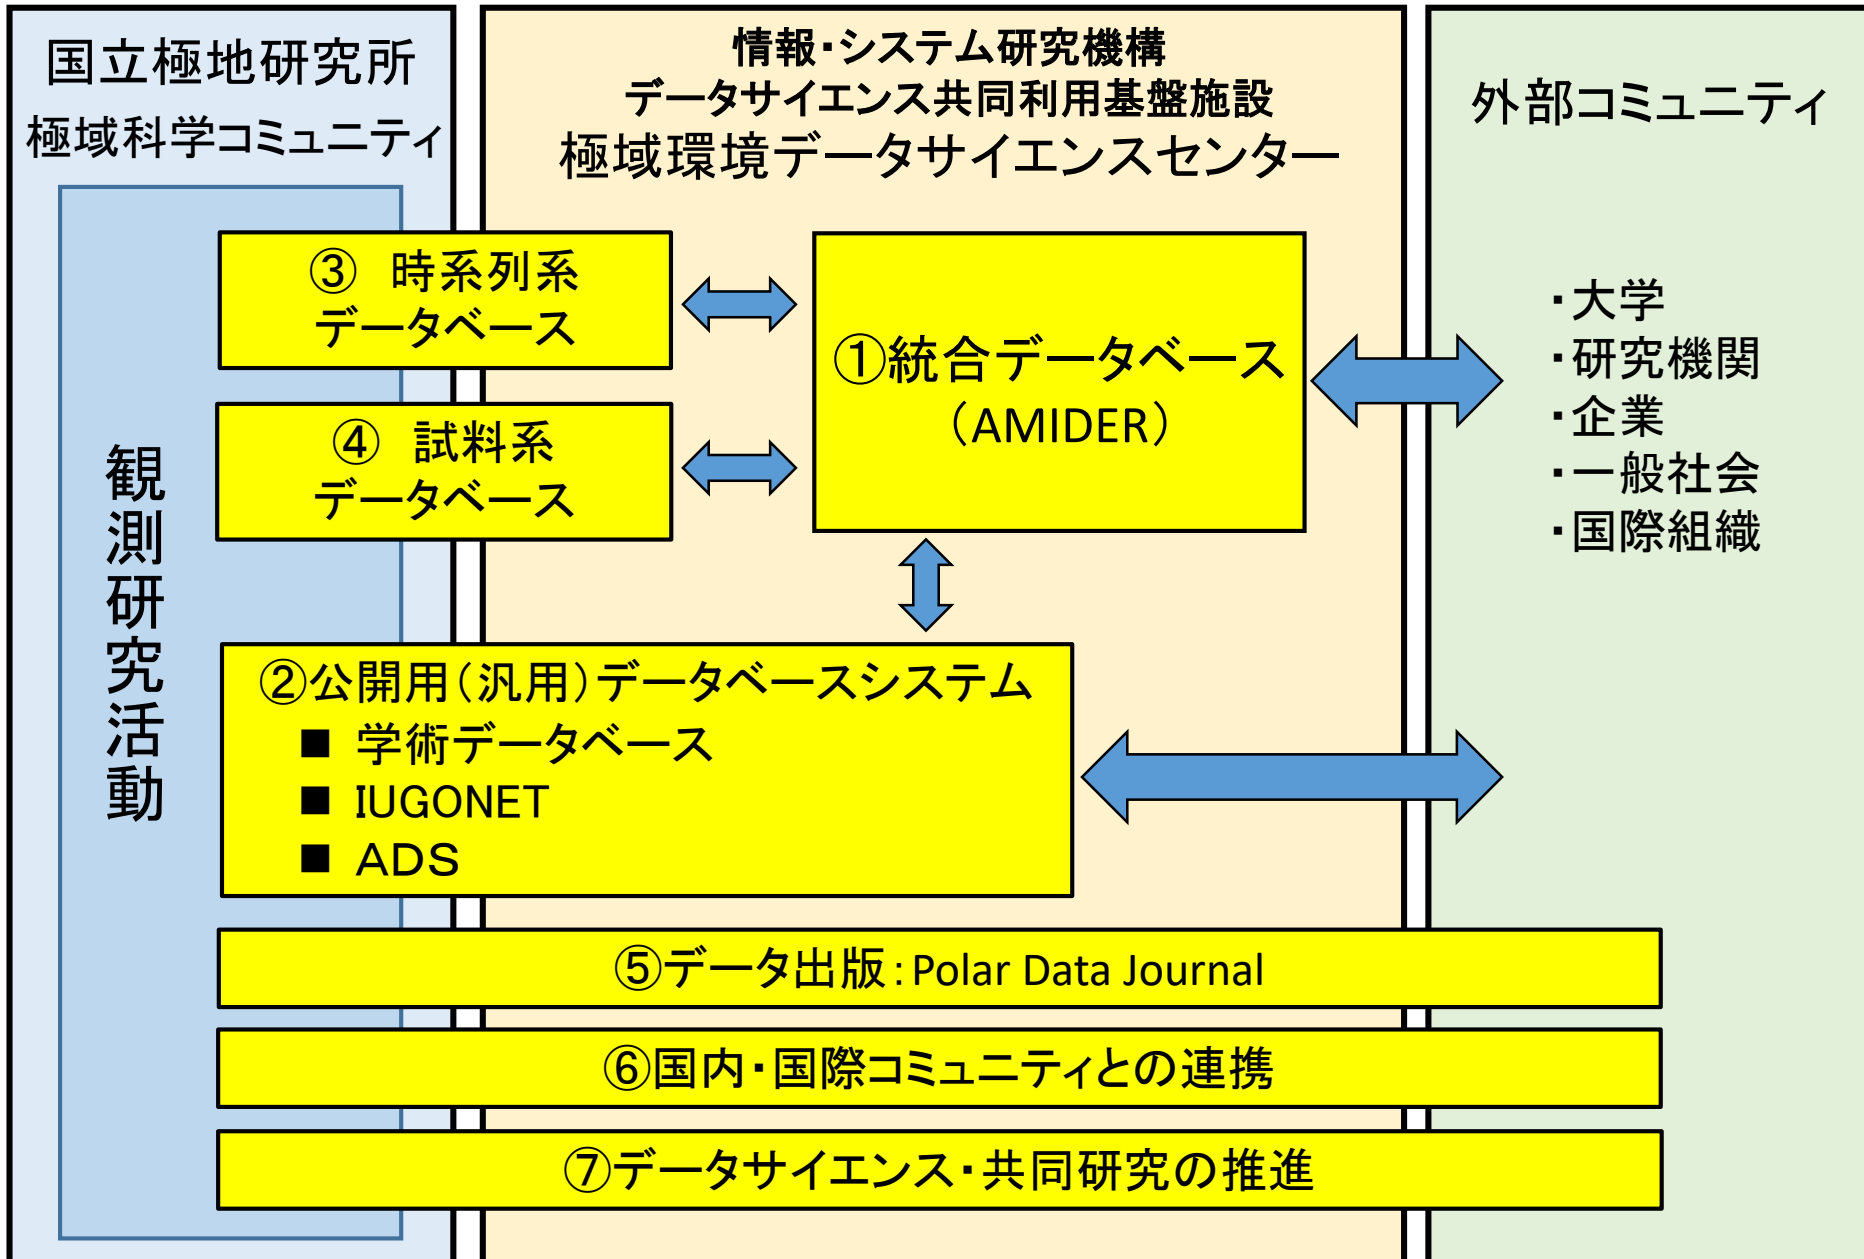 国立極地研究所
極域科学コミュニティ
観測研究活動
情報・システム研究機構
データサイエンス共同利用基盤施設
極域環境データサイエンスセンター
③ 時系列系
データベース
④ 試料系
データベース
①統合データベース
（AMIDER）
②公開用（汎用）データベースシステム
■ 学術データベース
■ IUGONET
■ ADS
⑤データ出版：Polar Data Journal
⑥国内・国際コミュニティとの連携
⑦データサイエンス・共同研究の推進
外部コミュニティ
・大学
・研究機関
・企業
・一般社会
・国際組織